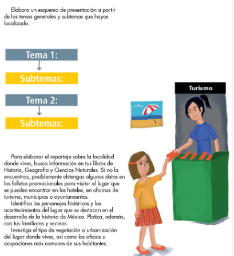 Elabora un esquema de presentación a partir
de los temas generales y subtemas que hayas
localizado.
Tema 1:
Subtemas:
Tema 2:
Subtemas:
Turismo
Para elaborar el reportaje sobre la localidad
donde vives, busca información en tus libros de
Historia, Geografía y Ciencias Naturales. Si no la
encuentras, posiblemente obtengas algunos datos en
los folletos promocionales para visitar el lugar que
se pueden encontrar en los hoteles, en oficinas de
turismo, municipios o ayuntamientos.
Identifica los personajes históricos y los
acontecimientos del lugar que se destacan en el
desarrollo de la historia de México. Platica, además,
con tus familiares y vecinos.
Investiga el tipo de vegetación o urbanización
del lugar donde vives, así como los oficios y
ocupaciones más comunes de sus habitantes.